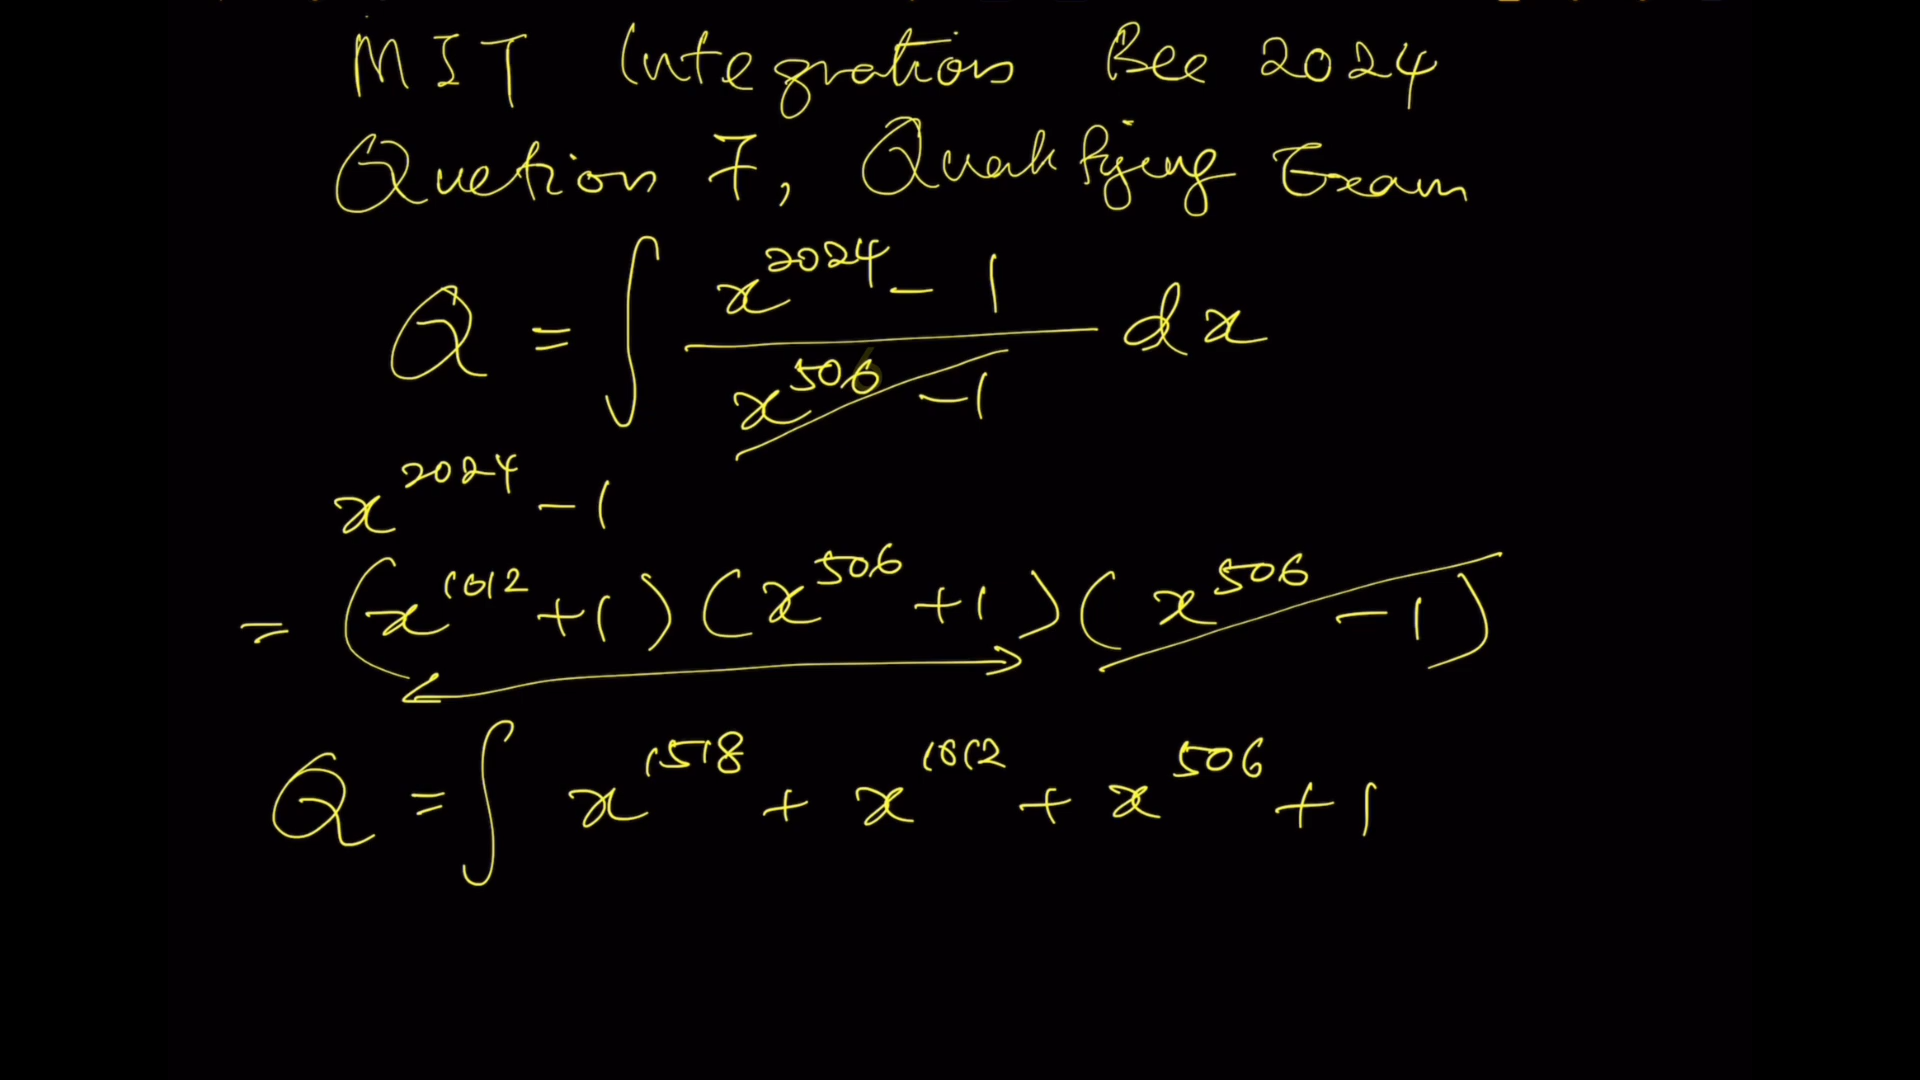 MIT Integration Bee 2024
Quetion 7, Qualifying Exam
Q = ∫ (x^2024 - 1)/(x^506 - 1) dx
x^2024 - 1
= (x^1012 + 1)(x^506 + 1)(x^506 - 1)
Q = ∫ x^1518 + x^1012 + x^506 + 1